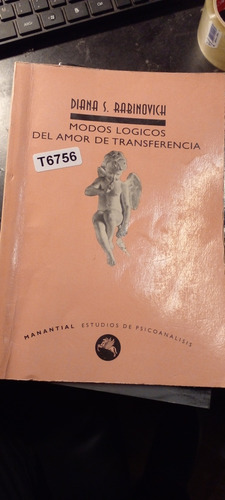 DIANA S. RABINOVICH
MODOS LOGICOS
DEL AMOR DE TRANSFERENCIA
T6756
MANANTIAL ESTUDIOS DE PSICOANALISIS